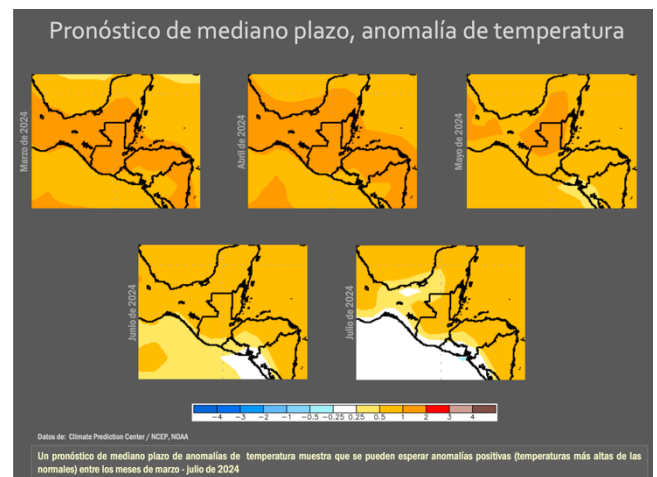 Pronóstico de mediano plazo, anomalía de temperatura
Marzo de 2024
Abril de 2024
Mayo de 2024
Junio de 2024
Julio de 2024
-4 -3 -2 -1 -0.5 -0.25 0.25 0.5 1 2 3 4
Datos de: Climate Prediction Center / NCEP, NOAA
Un pronóstico de mediano plazo de anomalías de temperatura muestra que se pueden esperar anomalías positivas (temperaturas más altas de las
normales) entre los meses de marzo - julio de 2024